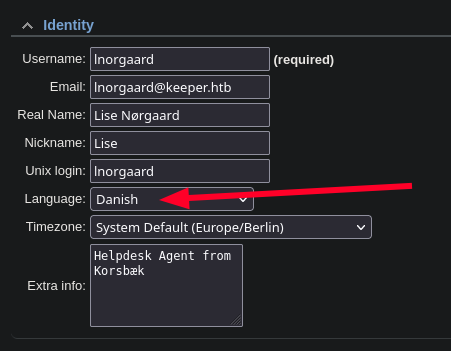 Identity
Username: lnorgaard (required)
Email: lnorgaard@keeper.htb
Real Name: Lise Nørgaard
Nickname: Lise
Unix login: lnorgaard
Language: Danish
Timezone: System Default (Europe/Berlin)
Extra info: Helpdesk Agent from
Korsbæk